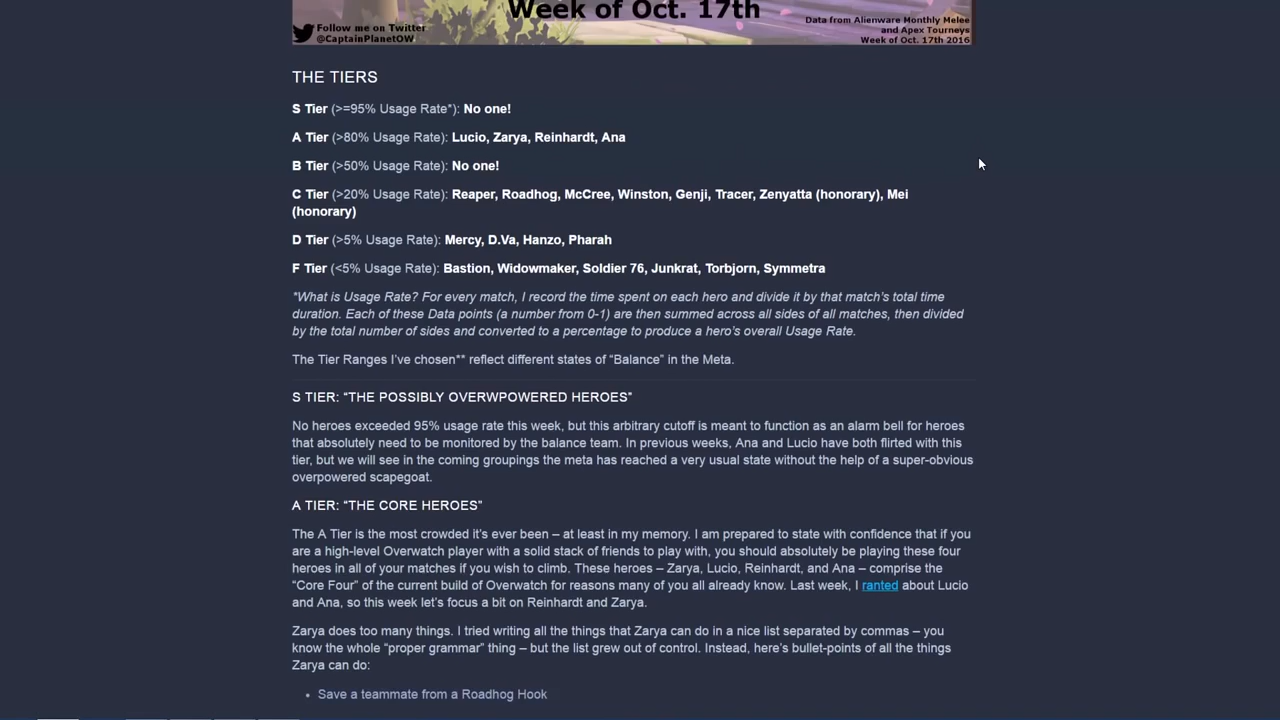 Week of Oct. 17th
Follow me on Twitter
@CaptainPlanetOW
Data from Alienware Monthly Melee
and Apex Tourneys
Week of Oct. 17th 2016
THE TIERS
S Tier (>=95% Usage Rate*): No one!
A Tier (>80% Usage Rate): Lucio, Zarya, Reinhardt, Ana
B Tier (>50% Usage Rate): No one!
C Tier (>20% Usage Rate): Reaper, Roadhog, McCree, Winston, Genji, Tracer, Zenyatta (honorary), Mei
(honorary)
D Tier (>5% Usage Rate): Mercy, D.Va, Hanzo, Pharah
F Tier (<5% Usage Rate): Bastion, Widowmaker, Soldier 76, Junkrat, Torbjorn, Symmetra
*What is Usage Rate? For every match, I record the time spent on each hero and divide it by that match’s total time
duration. Each of these Data points (a number from 0-1) are then summed across all sides of all matches, then divided
by the total number of sides and converted to a percentage to produce a hero’s overall Usage Rate.
The Tier Ranges I’ve chosen** reflect different states of “Balance” in the Meta.
S TIER: “THE POSSIBLY OVERWPOWERED HEROES”
No heroes exceeded 95% usage rate this week, but this arbitrary cutoff is meant to function as an alarm bell for heroes
that absolutely need to be monitored by the balance team. In previous weeks, Ana and Lucio have both flirted with this
tier, but we will see in the coming groupings the meta has reached a very usual state without the help of a super-obvious
overpowered scapegoat.
A TIER: “THE CORE HEROES”
The A Tier is the most crowded it’s ever been – at least in my memory. I am prepared to state with confidence that if you
are a high-level Overwatch player with a solid stack of friends to play with, you should absolutely be playing these four
heroes in all of your matches if you wish to climb. These heroes – Zarya, Lucio, Reinhardt, and Ana – comprise the
“Core Four” of the current build of Overwatch for reasons many of you all already know. Last week, I ranted about Lucio
and Ana, so this week let’s focus a bit on Reinhardt and Zarya.
Zarya does too many things. I tried writing all the things that Zarya can do in a nice list separated by commas – you
know the whole “proper grammar” thing – but the list grew out of control. Instead, here’s bullet-points of all the things
Zarya can do:
• Save a teammate from a Roadhog Hook